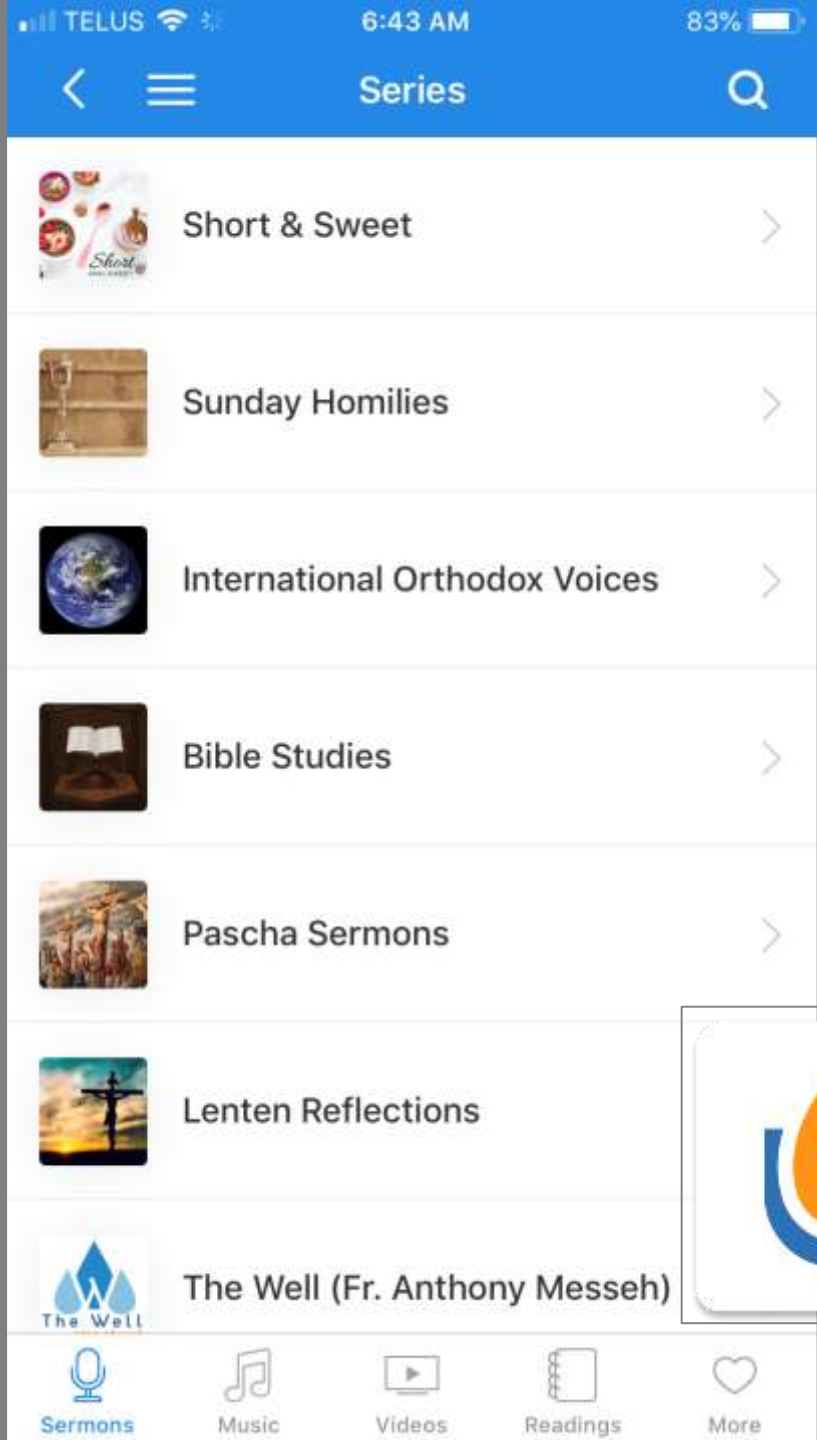 TELUS 6:43 AM 83%
Series
Short & Sweet
Short
Sunday Homilies
International Orthodox Voices
Bible Studies
Pascha Sermons
Lenten Reflections
The Well (Fr. Anthony Messeh)
The Well
Sermons Music Videos Readings More